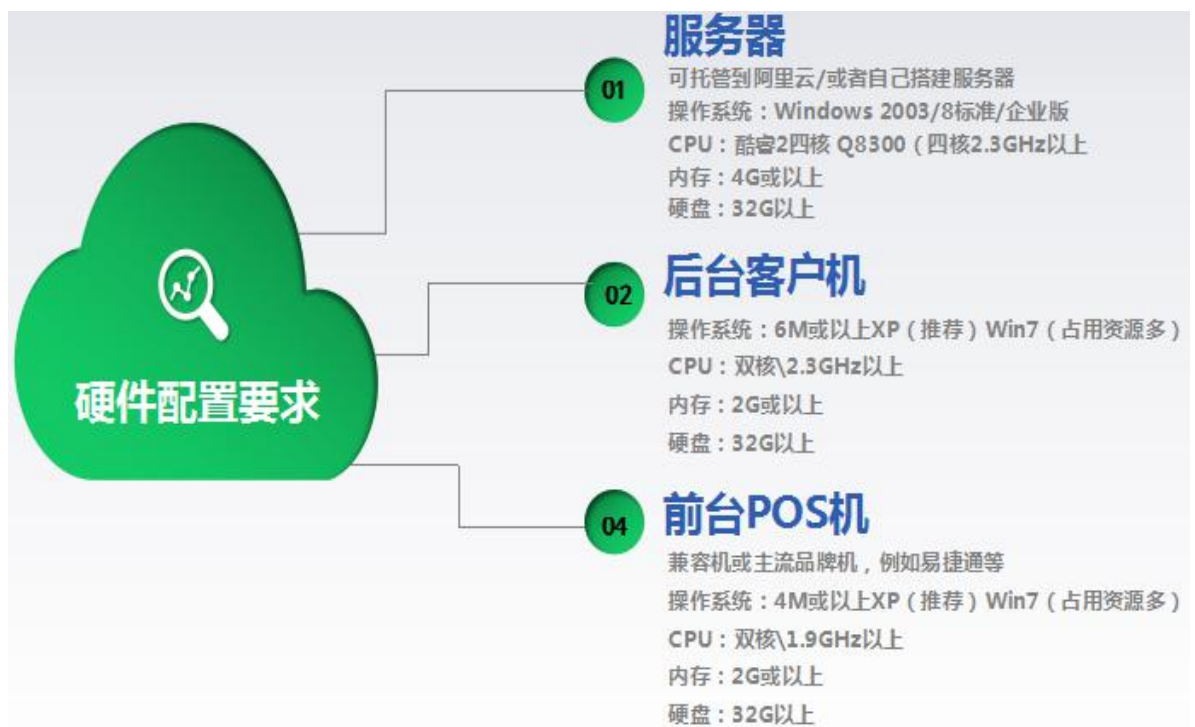 硬件配置要求
01
服务器
可托管到阿里云/或者自己搭建服务器
操作系统：Windows 2003/8标准/企业版
CPU：酷睿2四核 Q8300（四核2.3GHz以上
内存：4G或以上
硬盘：32G以上
02
后台客户机
操作系统：6M或以上XP（推荐）Win7（占用资源多）
CPU：双核\2.3GHz以上
内存：2G或以上
硬盘：32G以上
04
前台POS机
兼容机或主流品牌机，例如易捷通等
操作系统：4M或以上XP（推荐）Win7（占用资源多）
CPU：双核\1.9GHz以上
内存：2G或以上
硬盘：32G以上